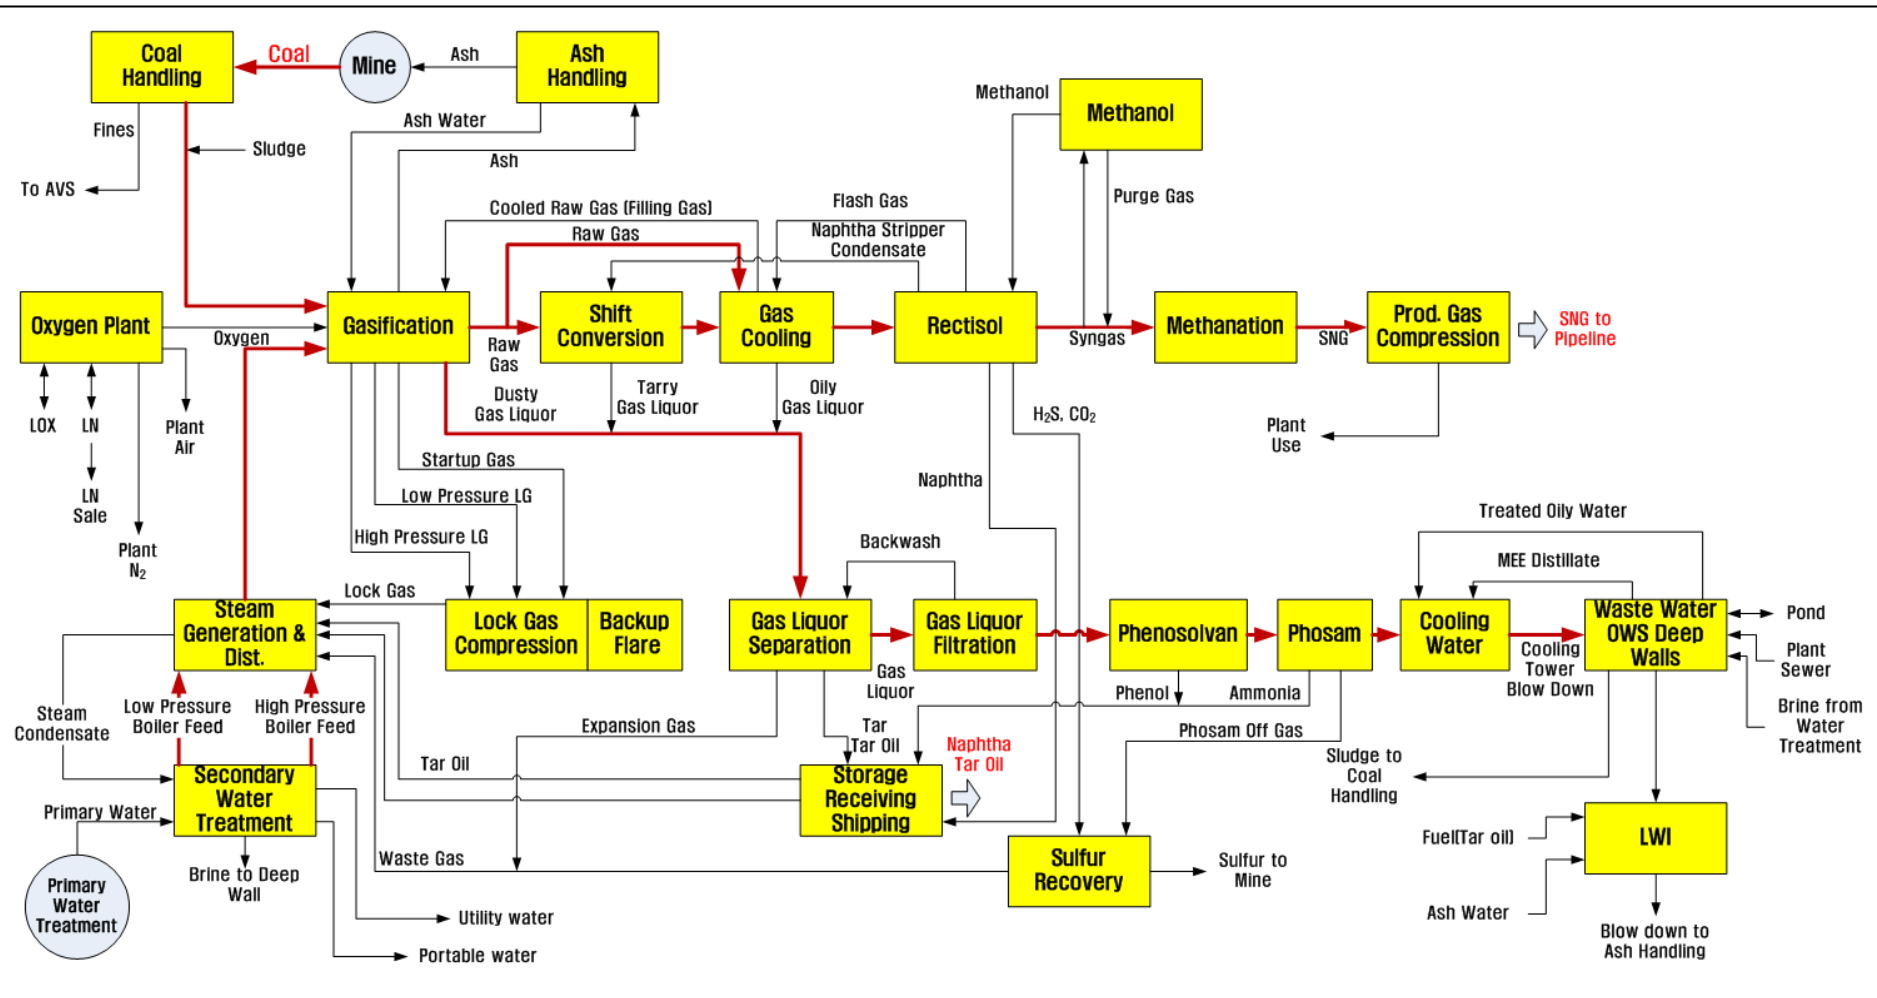 Coal
Handling
Coal
Mine
Ash
Ash
Handling
Methanol
Methanol
Fines
Ash Water
Sludge
Ash
To AVS
Purge Gas
Cooled Raw Gas (Filling Gas)
Flash Gas
Raw Gas
Naphtha Stripper
Condensate
Oxygen Plant
Oxygen
Gasification
Raw
Gas
Shift
Conversion
Gas
Cooling
Rectisol
Syngas
Methanation
SNG
Prod. Gas
Compression
SNG to
Pipeline
LOX
LN
Plant
Air
Dusty
Gas Liquor
Tarry
Gas Liquor
Oily
Gas Liquor
H₂S, CO₂
Plant
Use
LN
Sale
Startup Gas
Low Pressure LG
High Pressure LG
Naphtha
Plant
N₂
Backwash
Treated Oily Water
MEE Distillate
Lock Gas
Steam
Generation &
Dist.
Lock Gas
Compression
Backup
Flare
Gas Liquor
Separation
Gas
Liquor
Gas Liquor
Filtration
Phenosolvan
Phosam
Cooling
Water
Cooling
Tower
Blow Down
Waste Water
OWS Deep
Walls
Pond
Plant
Sewer
Brine from
Water
Treatment
Steam
Condensate
Low Pressure
Boiler Feed
High Pressure
Boiler Feed
Phenol
Ammonia
Expansion Gas
Tar
Tar Oil
Phosam Off Gas
Tar Oil
Naphtha
Tar Oil
Sludge to
Coal
Handling
Secondary
Water
Treatment
Storage
Receiving
Shipping
Primary Water
Fuel(Tar oil)
LWI
Waste Gas
Sulfur
Recovery
Sulfur to
Mine
Brine to Deep
Wall
Primary
Water
Treatment
Utility water
Ash Water
Portable water
Blow down to
Ash Handling